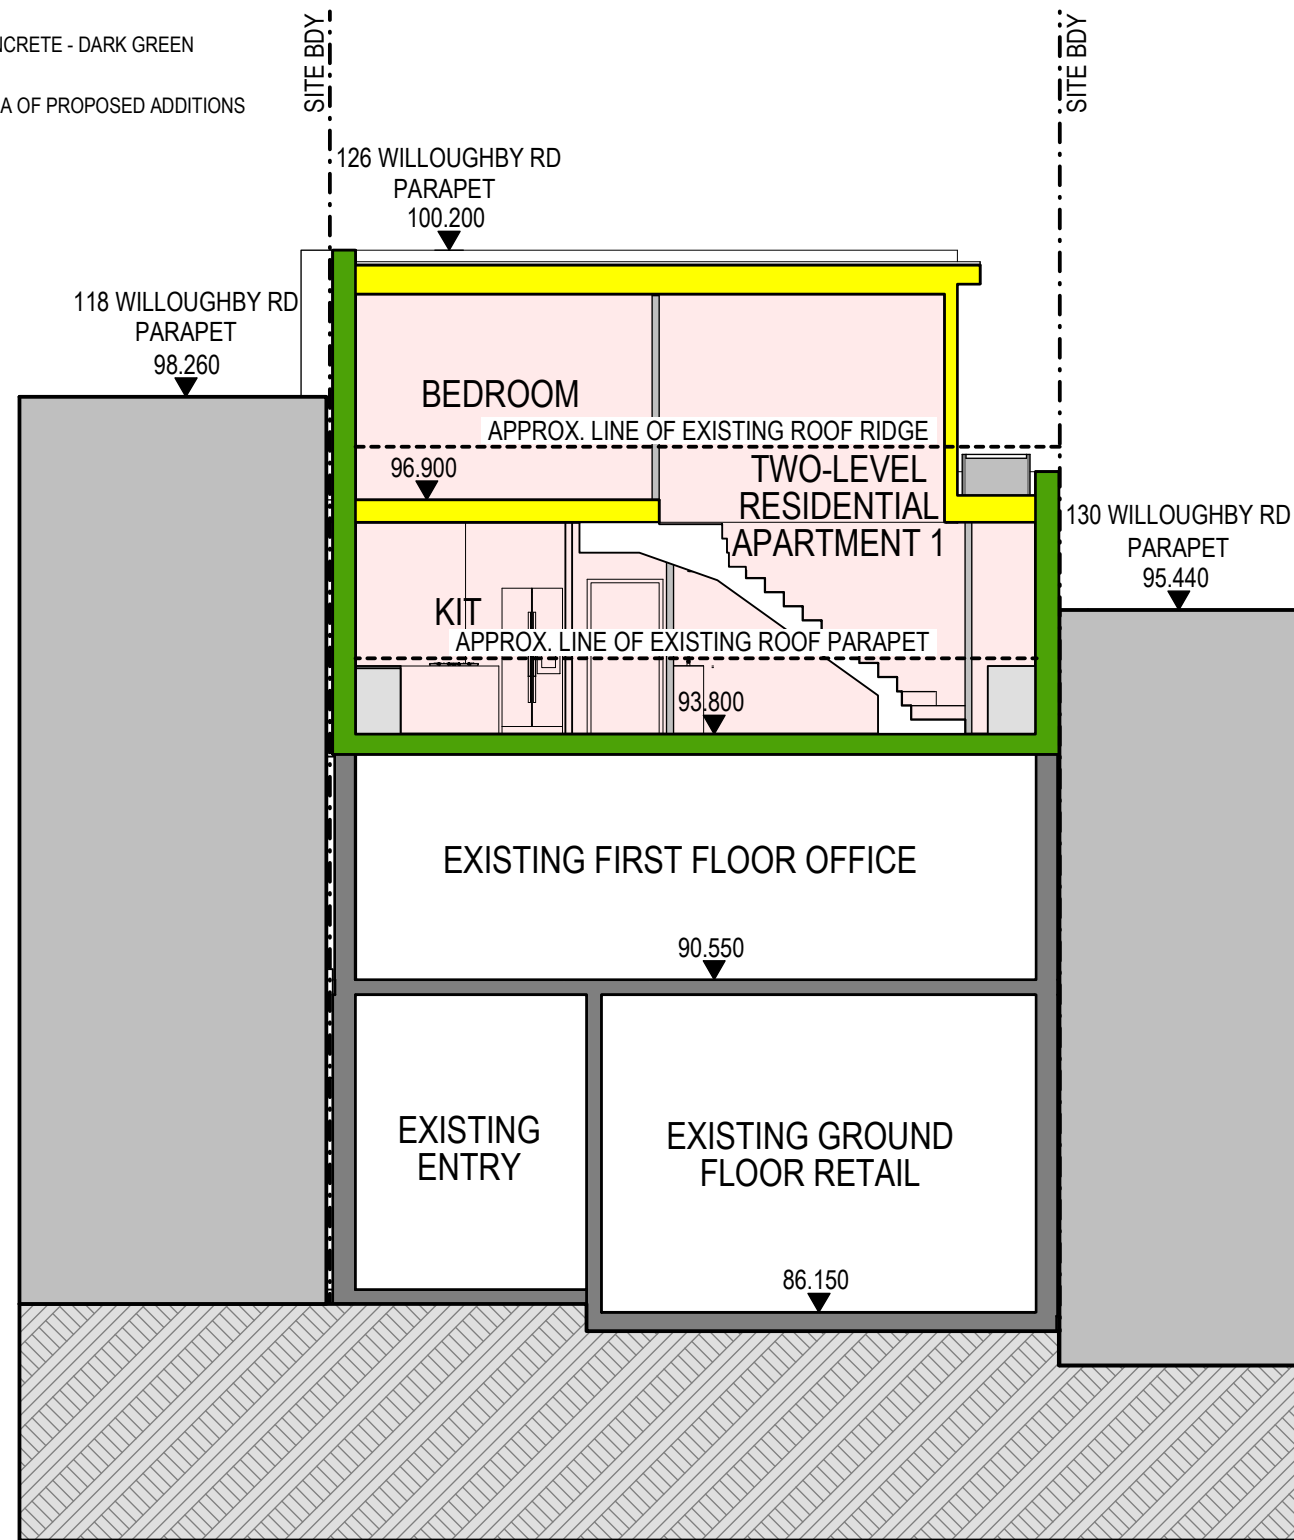 NCRETE - DARK GREEN
A OF PROPOSED ADDITIONS
SITE BDY
SITE BDY
126 WILLOUGHBY RD
PARAPET
100.200
118 WILLOUGHBY RD
PARAPET
98.260
BEDROOM
APPROX. LINE OF EXISTING ROOF RIDGE
96.900
TWO-LEVEL
RESIDENTIAL
APARTMENT 1
130 WILLOUGHBY RD
PARAPET
95.440
KIT
APPROX. LINE OF EXISTING ROOF PARAPET
93.800
EXISTING FIRST FLOOR OFFICE
90.550
EXISTING
ENTRY
EXISTING GROUND
FLOOR RETAIL
86.150